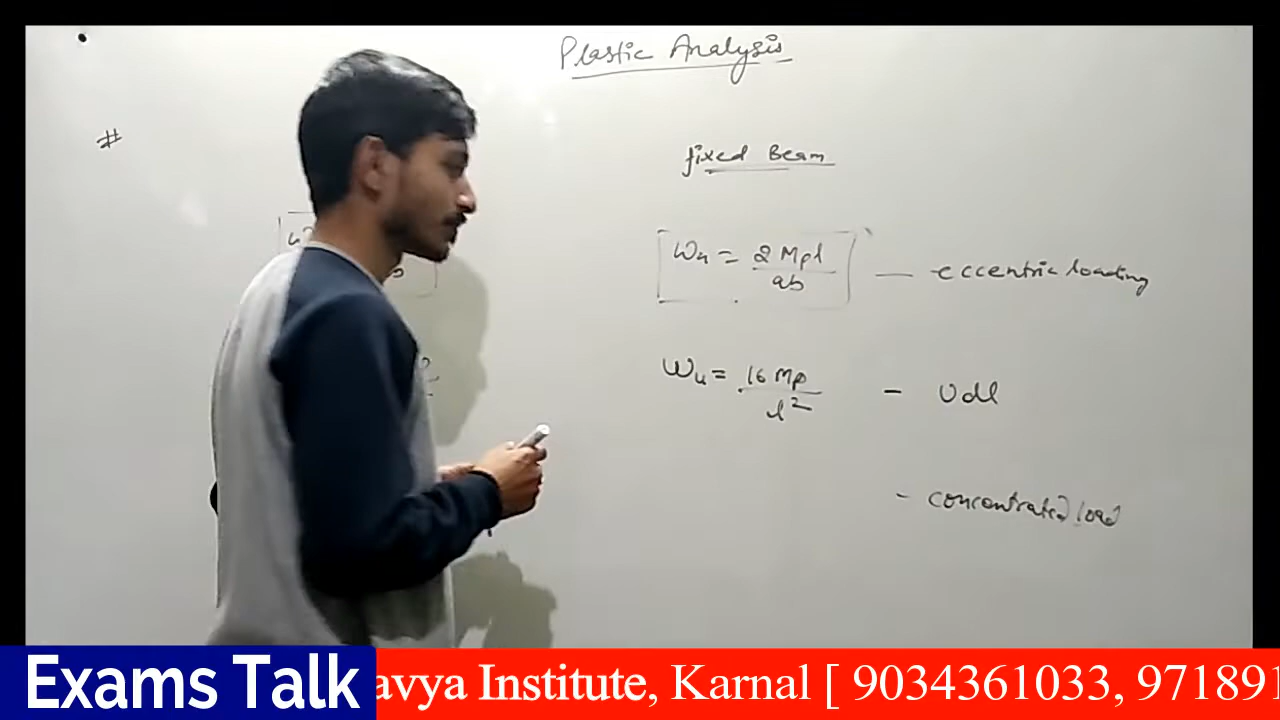 Plastic Analysis
#
fixed Beam
Wu = 2 Mpl / ab — eccentric loading
Wu = 16 Mp / l² - Udl
- concentrated load
Exams Talk
avya Institute, Karnal [ 9034361033, 971891